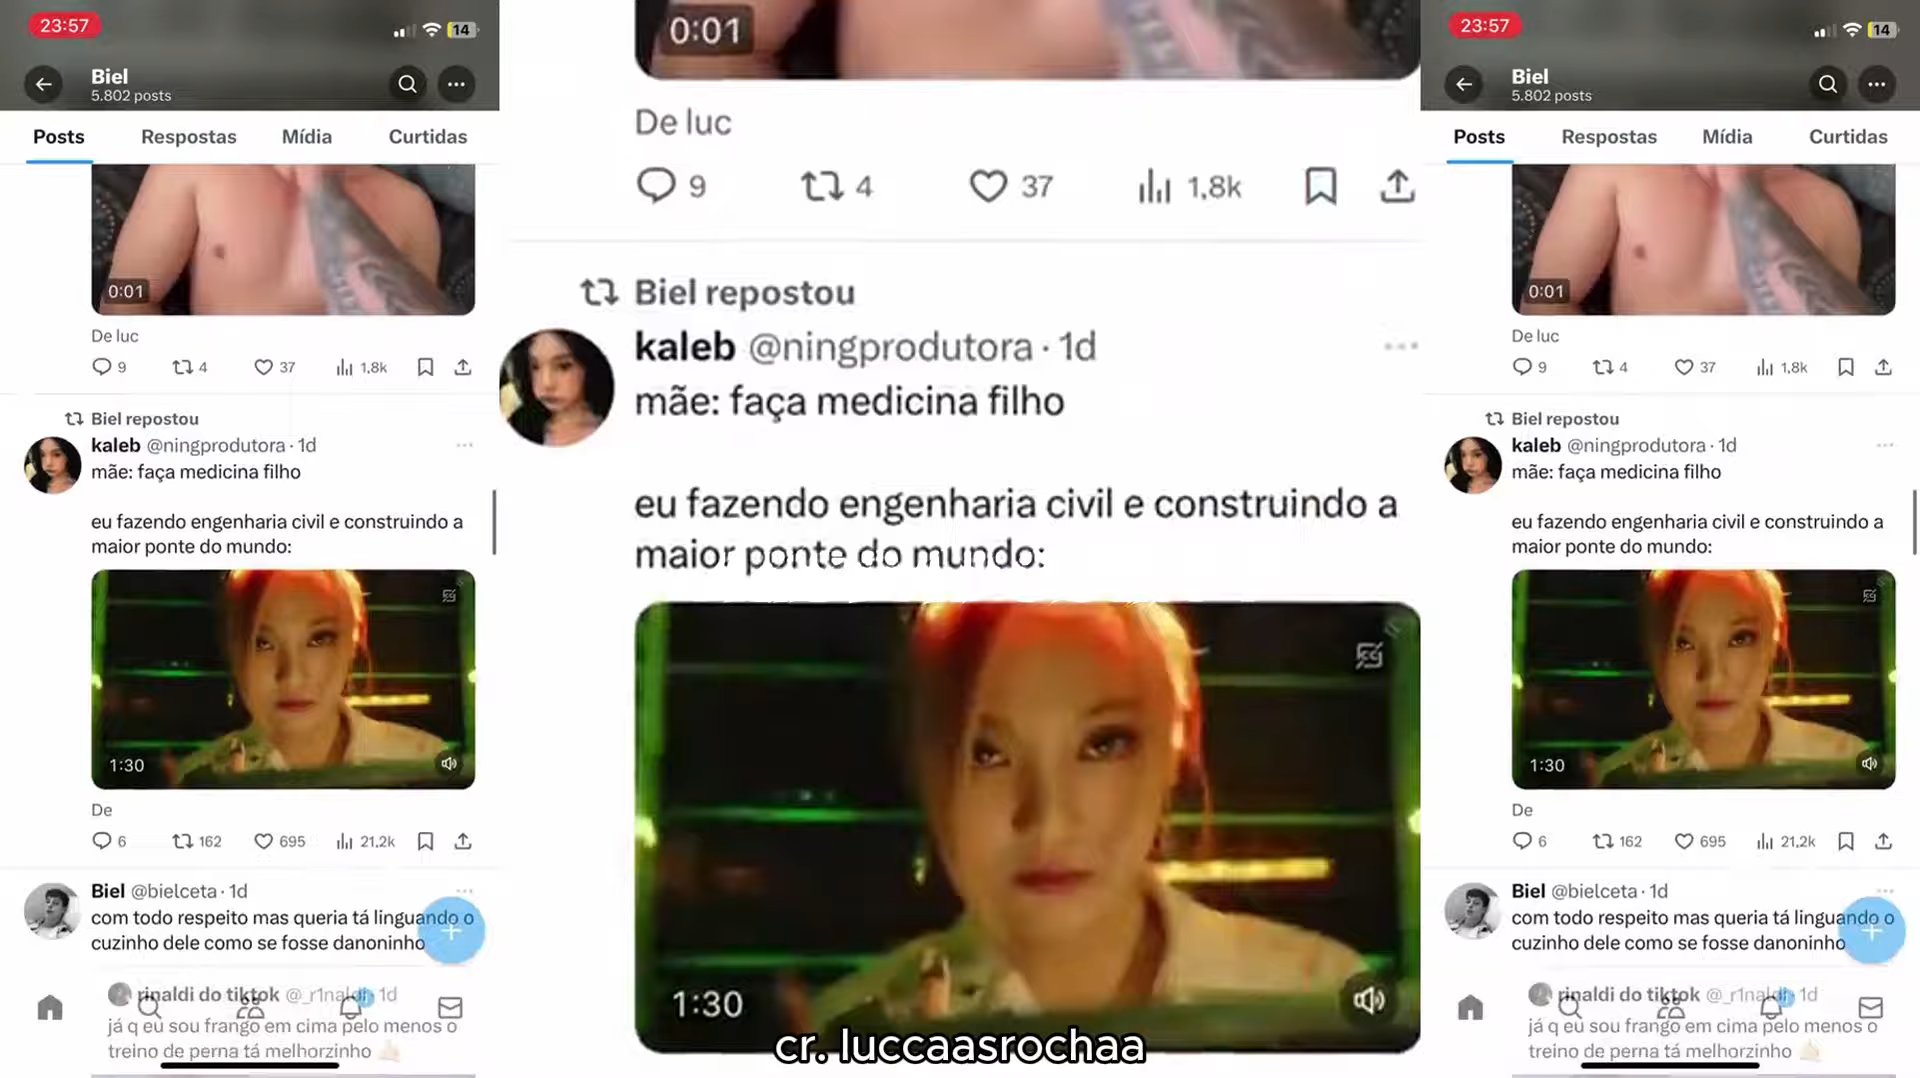 23:57
14
Biel
5.802 posts
Posts Respostas Mídia Curtidas
0:01
De luc
9 4 37 1,8k
Biel repostou
kaleb @ningprodutora · 1d
mãe: faça medicina filho
eu fazendo engenharia civil e construindo a
maior ponte do mundo:
1:30
De
6 162 695 21,2k
Biel @bielceta · 1d
com todo respeito mas queria tá linguando o
cuzinho dele como se fosse danoninho
rinaldi do tiktok @_r1naldi · 1d
já q eu sou frango em cima pelo menos o
treino de perna tá melhorzinho
0:01
De luc
9 4 37 1,8k
Biel repostou
kaleb @ningprodutora · 1d
mãe: faça medicina filho
eu fazendo engenharia civil e construindo a
maior ponte do mundo:
1:30
cr. luccaasrochaa
23:57
14
Biel
5.802 posts
Posts Respostas Mídia Curtidas
0:01
De luc
9 4 37 1,8k
Biel repostou
kaleb @ningprodutora · 1d
mãe: faça medicina filho
eu fazendo engenharia civil e construindo a
maior ponte do mundo:
1:30
De
6 162 695 21,2k
Biel @bielceta · 1d
com todo respeito mas queria tá linguando o
cuzinho dele como se fosse danoninho
rinaldi do tiktok @_r1naldi · 1d
já q eu sou frango em cima pelo menos o
treino de perna tá melhorzinho